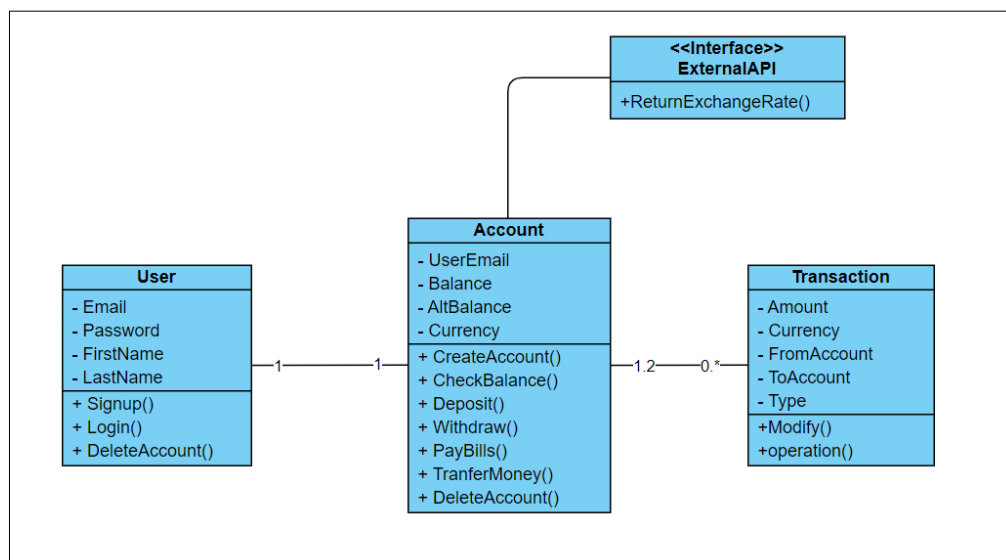 <<Interface>>
ExternalAPI
+ReturnExchangeRate()
User
- Email
- Password
- FirstName
- LastName
+ Signup()
+ Login()
+ DeleteAccount()
1
1
Account
- UserEmail
- Balance
- AltBalance
- Currency
+ CreateAccount()
+ CheckBalance()
+ Deposit()
+ Withdraw()
+ PayBills()
+ TranferMoney()
+ DeleteAccount()
1.2
0.*
Transaction
- Amount
- Currency
- FromAccount
- ToAccount
- Type
+Modify()
+operation()